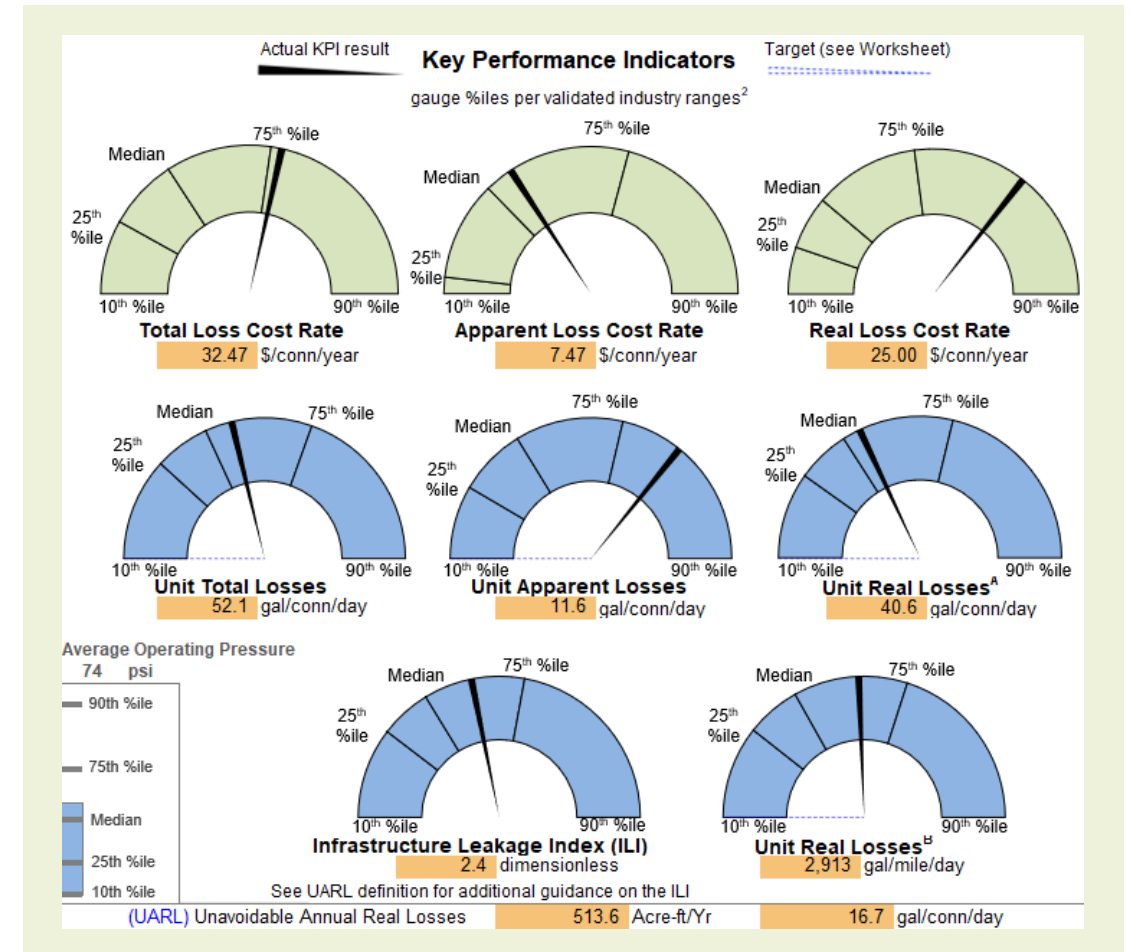 Actual KPI result
Key Performance Indicators
Target (see Worksheet)
gauge %iles per validated industry ranges²
10ᵗʰ %ile
25ᵗʰ %ile
Median
75ᵗʰ %ile
90ᵗʰ %ile
Total Loss Cost Rate
32.47 $/conn/year
10ᵗʰ %ile
25ᵗʰ %ile
Median
75ᵗʰ %ile
90ᵗʰ %ile
Apparent Loss Cost Rate
7.47 $/conn/year
10ᵗʰ %ile
25ᵗʰ %ile
Median
75ᵗʰ %ile
90ᵗʰ %ile
Real Loss Cost Rate
25.00 $/conn/year
10ᵗʰ %ile
25ᵗʰ %ile
Median
75ᵗʰ %ile
90ᵗʰ %ile
Unit Total Losses
52.1 gal/conn/day
10ᵗʰ %ile
25ᵗʰ %ile
Median
75ᵗʰ %ile
90ᵗʰ %ile
Unit Apparent Losses
11.6 gal/conn/day
10ᵗʰ %ile
25ᵗʰ %ile
Median
75ᵗʰ %ile
90ᵗʰ %ile
Unit Real Lossesᴬ
40.6 gal/conn/day
Average Operating Pressure
74 psi
90th %ile
75th %ile
Median
25th %ile
10th %ile
10ᵗʰ %ile
25ᵗʰ %ile
Median
75ᵗʰ %ile
90ᵗʰ %ile
Infrastructure Leakage Index (ILI)
2.4 dimensionless
See UARL definition for additional guidance on the ILI
10ᵗʰ %ile
25ᵗʰ %ile
Median
75ᵗʰ %ile
90ᵗʰ %ile
Unit Real Lossesᴮ
2,913 gal/mile/day
(UARL) Unavoidable Annual Real Losses 513.6 Acre-ft/Yr 16.7 gal/conn/day